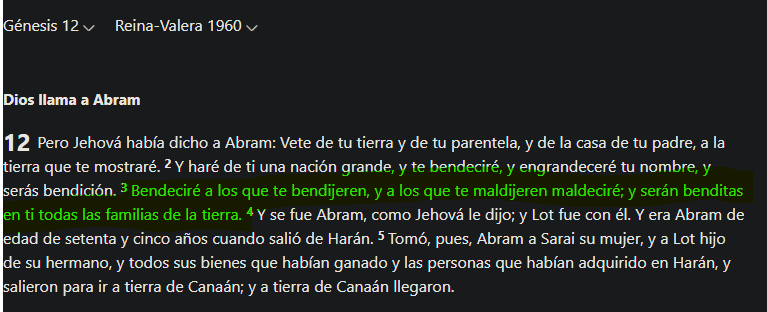 Génesis 12 Reina-Valera 1960
Dios llama a Abram
12 Pero Jehová había dicho a Abram: Vete de tu tierra y de tu parentela, y de la casa de tu padre, a la
tierra que te mostraré. 2 Y haré de ti una nación grande, y te bendeciré, y engrandeceré tu nombre, y
serás bendición. 3 Bendeciré a los que te bendijeren, y a los que te maldijeren maldeciré; y serán benditas
en ti todas las familias de la tierra. 4 Y se fue Abram, como Jehová le dijo; y Lot fue con él. Y era Abram de
edad de setenta y cinco años cuando salió de Harán. 5 Tomó, pues, Abram a Sarai su mujer, y a Lot hijo
de su hermano, y todos sus bienes que habían ganado y las personas que habían adquirido en Harán, y
salieron para ir a tierra de Canaán; y a tierra de Canaán llegaron.